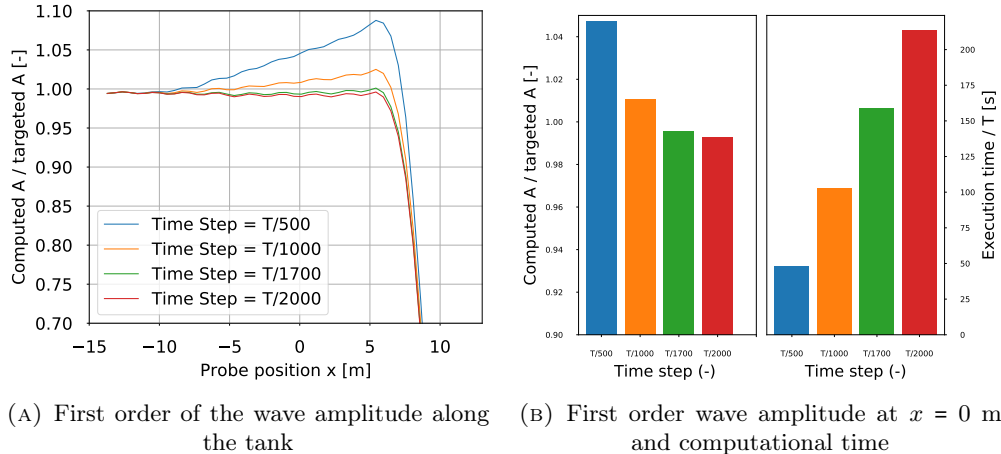 1.10
1.05
1.00
0.95
0.90
0.85
0.80
0.75
0.70
Computed A / targeted A [-]
Time Step = T/500
Time Step = T/1000
Time Step = T/1700
Time Step = T/2000
−15 −10 −5 0 5 10
Probe position x [m]
(A) First order of the wave amplitude along
the tank
1.04
1.02
1.00
0.98
0.96
0.94
0.92
0.90
Computed A / targeted A [-]
T/500 T/1000 T/1700 T/2000
Time step (-)
T/500 T/1000 T/1700 T/2000
Time step (-)
200
175
150
125
100
75
50
25
0
Execution time / T [s]
(B) First order wave amplitude at x = 0 m
and computational time